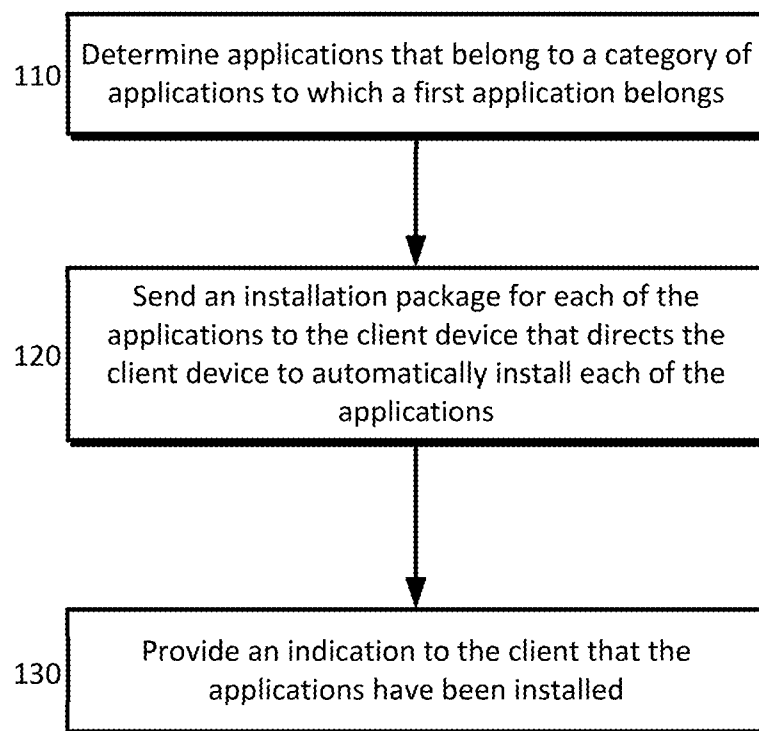 110
Determine applications that belong to a category of
applications to which a first application belongs
120
Send an installation package for each of the
applications to the client device that directs the
client device to automatically install each of the
applications
130
Provide an indication to the client that the
applications have been installed